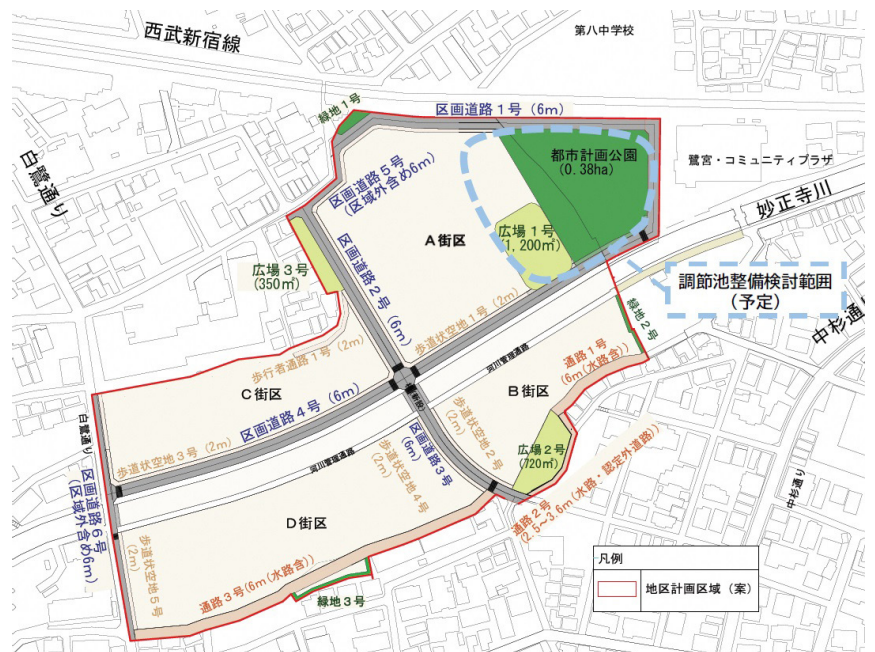 西武新宿線
第八中学校
緑地1号
区画道路1号（6m）
白鷺通り
区画道路5号
（区域外含め6m）
都市計画公園
（0.38ha）
鷺宮・コミュニティプラザ
妙正寺川
A街区
広場1号
（1,200㎡）
区画道路2号（6m）
広場3号
（350㎡）
調節池整備検討範囲
（予定）
歩道状空地1号（2m）
緑地2号
中杉通り
歩行者通路1号（2m）
河川管理通路
通路1号
（6m（水路含））
C街区
B街区
区画道路4号（6m）
白鷺通り
歩道状空地3号（2m）
河川管理通路
区画道路3号
（6m）
歩道状空地2号
（2m）
広場2号
（720㎡）
歩道状空地4号
（2m）
中杉通り
区画道路6号
（区域外含め6m）
D街区
通路2号
（2.5～3.6m（水路・認定外道路））
歩道状空地5号
（2m）
通路3号（6m（水路含））
緑地3号
凡例
地区計画区域（案）